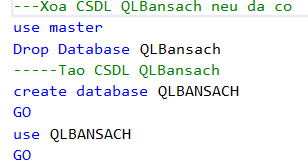 ---Xoa CSDL QLBansach neu da co
use master
Drop Database QLBansach
-----Tao CSDL QLBansach
create database QLBANSACH
GO
use QLBANSACH
GO